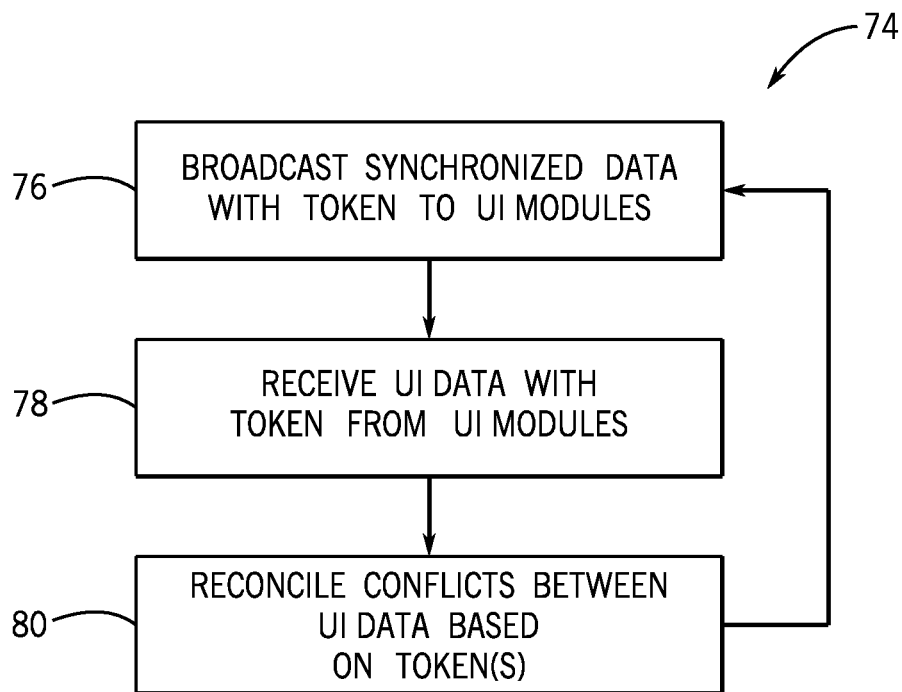 74
76
BROADCAST SYNCHRONIZED DATA
WITH TOKEN TO UI MODULES
78
RECEIVE UI DATA WITH
TOKEN FROM UI MODULES
80
RECONCILE CONFLICTS BETWEEN
UI DATA BASED
ON TOKEN(S)